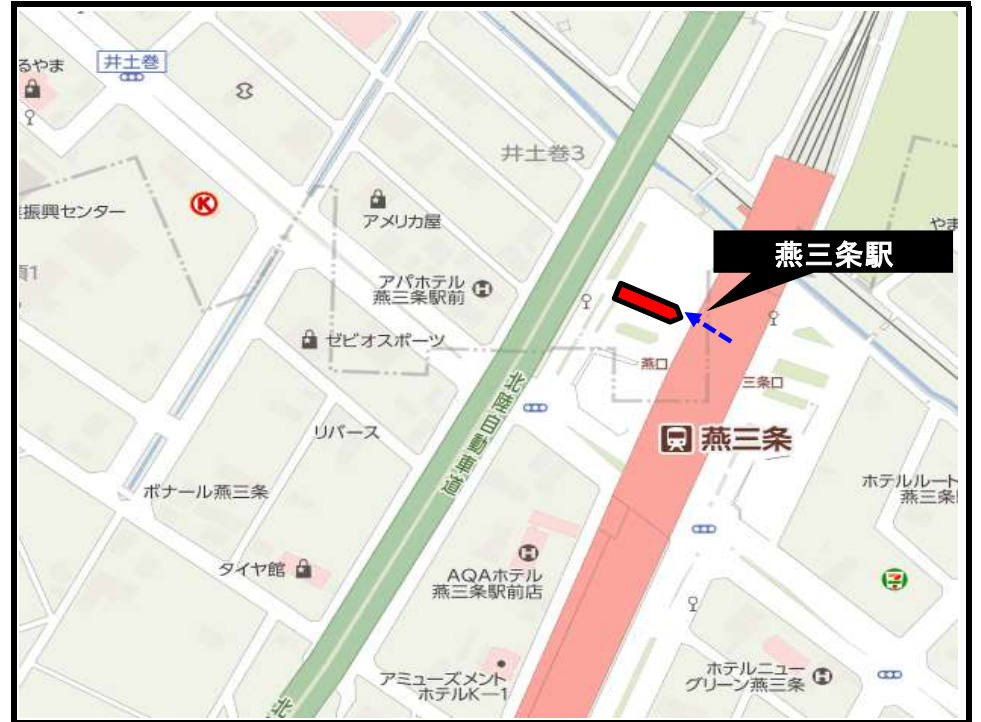 るやま
井土巻
井土巻3
振興センター
アメリカ屋
やま
燕三条駅
アパホテル
燕三条駅前
ゼビオスポーツ
燕口
三条口
北陸自動車道
リバース
燕三条
ボナール燕三条
ホテルルート
燕三条
タイヤ館
AQAホテル
燕三条駅前店
アミューズメント
ホテルK-1
ホテルニュー
グリーン燕三条
北